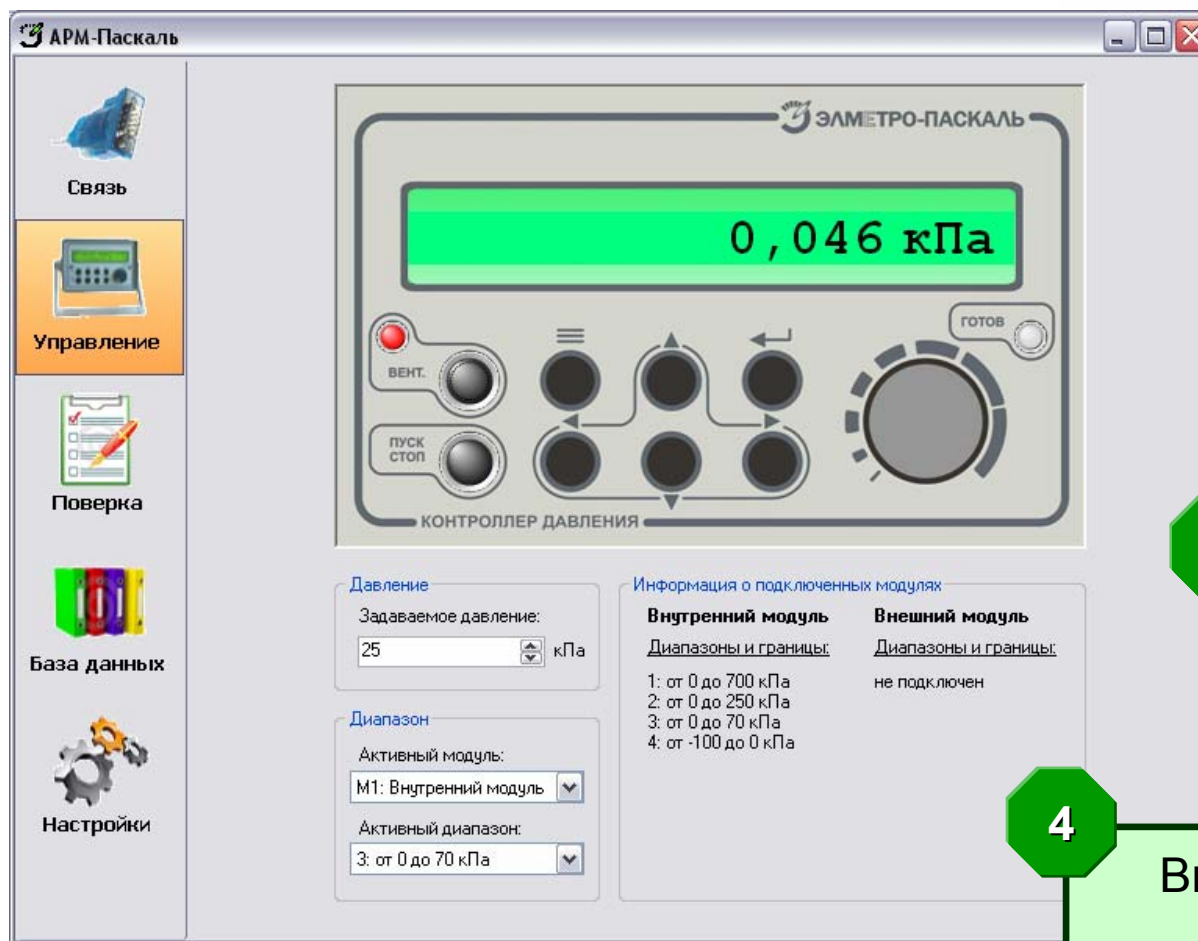 АРМ-Паскаль
Связь
Управление
Поверка
База данных
Настройки
ЭЛМЕТРО-ПАСКАЛЬ
0,046 кПа
ГОТОВ
ВЕНТ.
ПУСК
СТОП
КОНТРОЛЛЕР ДАВЛЕНИЯ
Давление
Задаваемое давление:
25 кПа
Диапазон
Активный модуль:
М1: Внутренний модуль
Активный диапазон:
3: от 0 до 70 кПа
Информация о подключенных модулях
Внутренний модуль
Диапазоны и границы:
1: от 0 до 700 кПа
2: от 0 до 250 кПа
3: от 0 до 70 кПа
4: от -100 до 0 кПа
Внешний модуль
Диапазоны и границы:
не подключен
4